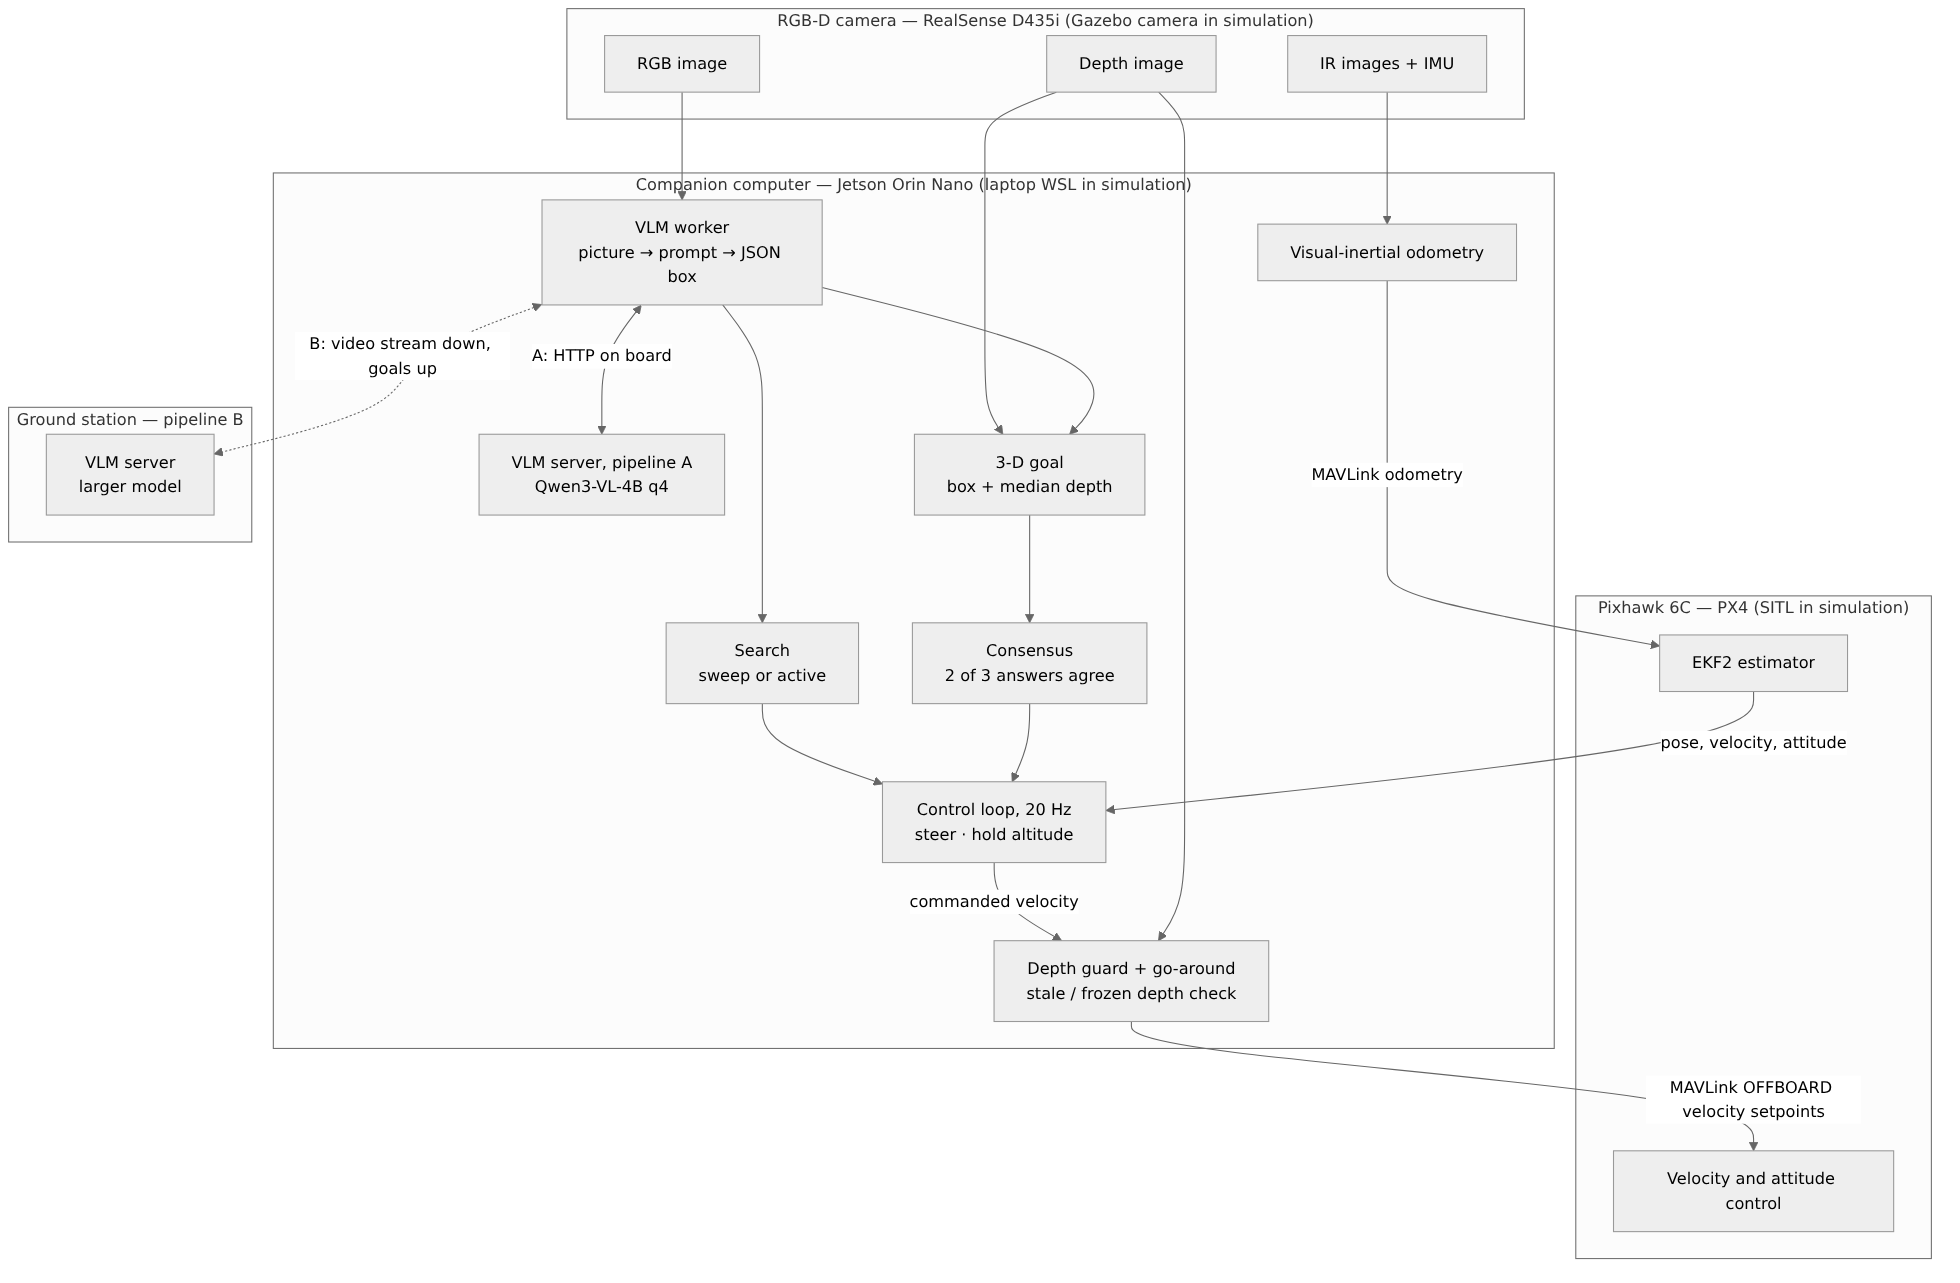 RGB-D camera — RealSense D435i (Gazebo camera in simulation)
RGB image
Depth image
IR images + IMU
Companion computer — Jetson Orin Nano (laptop WSL in simulation)
VLM worker
picture → prompt → JSON
box
Visual-inertial odometry
B: video stream down,
goals up
A: HTTP on board
Ground station — pipeline B
VLM server
larger model
VLM server, pipeline A
Qwen3-VL-4B q4
3-D goal
box + median depth
MAVLink odometry
Pixhawk 6C — PX4 (SITL in simulation)
Search
sweep or active
Consensus
2 of 3 answers agree
EKF2 estimator
pose, velocity, attitude
Control loop, 20 Hz
steer · hold altitude
commanded velocity
Depth guard + go-around
stale / frozen depth check
MAVLink OFFBOARD
velocity setpoints
Velocity and attitude
control